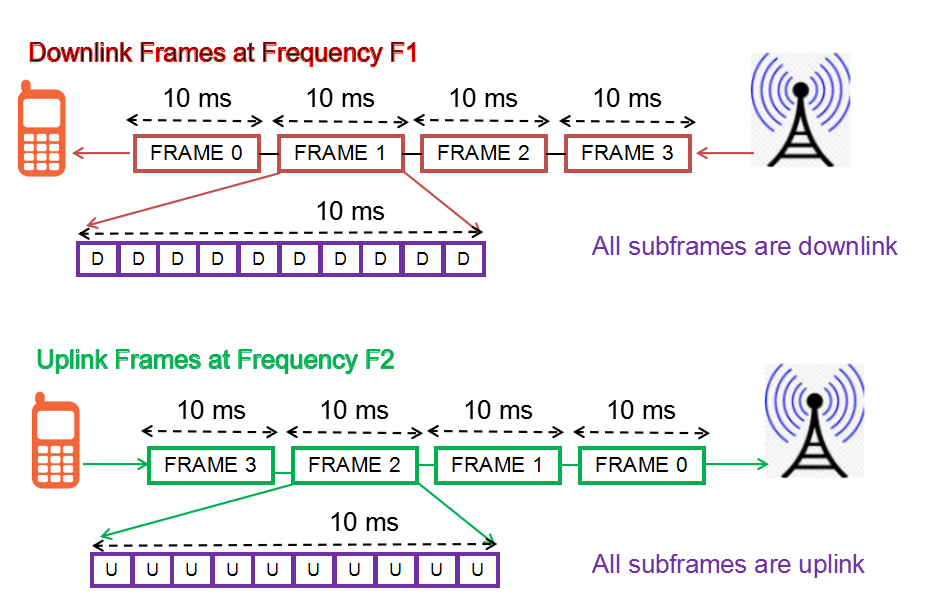 Downlink Frames at Frequency F1
10 ms 10 ms 10 ms 10 ms
FRAME 0 FRAME 1 FRAME 2 FRAME 3
10 ms
All subframes are downlink
D D D D D D D D D D
Uplink Frames at Frequency F2
10 ms 10 ms 10 ms 10 ms
FRAME 3 FRAME 2 FRAME 1 FRAME 0
10 ms
All subframes are uplink
U U U U U U U U U U